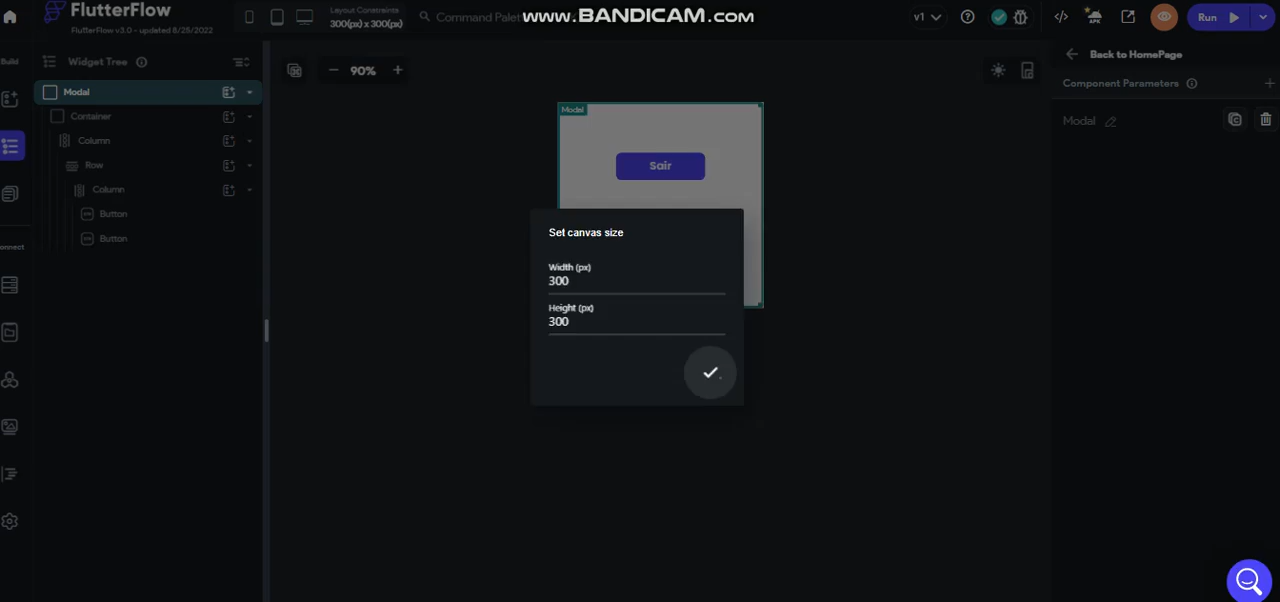 FlutterFlow
FlutterFlow v3.0 - updated 8/28/2022
Layout Constraints
300(px) x 300(px)
Command Palet
www.BANDICAM.com
v1
APK
Run
Build
Widget Tree
90%
Back to HomePage
Component Parameters
Modal
Modal
Modal
Container
Column
Row
Column
Button
Button
onnect
Sair
Set canvas size
Width (px)
300
Height (px)
300